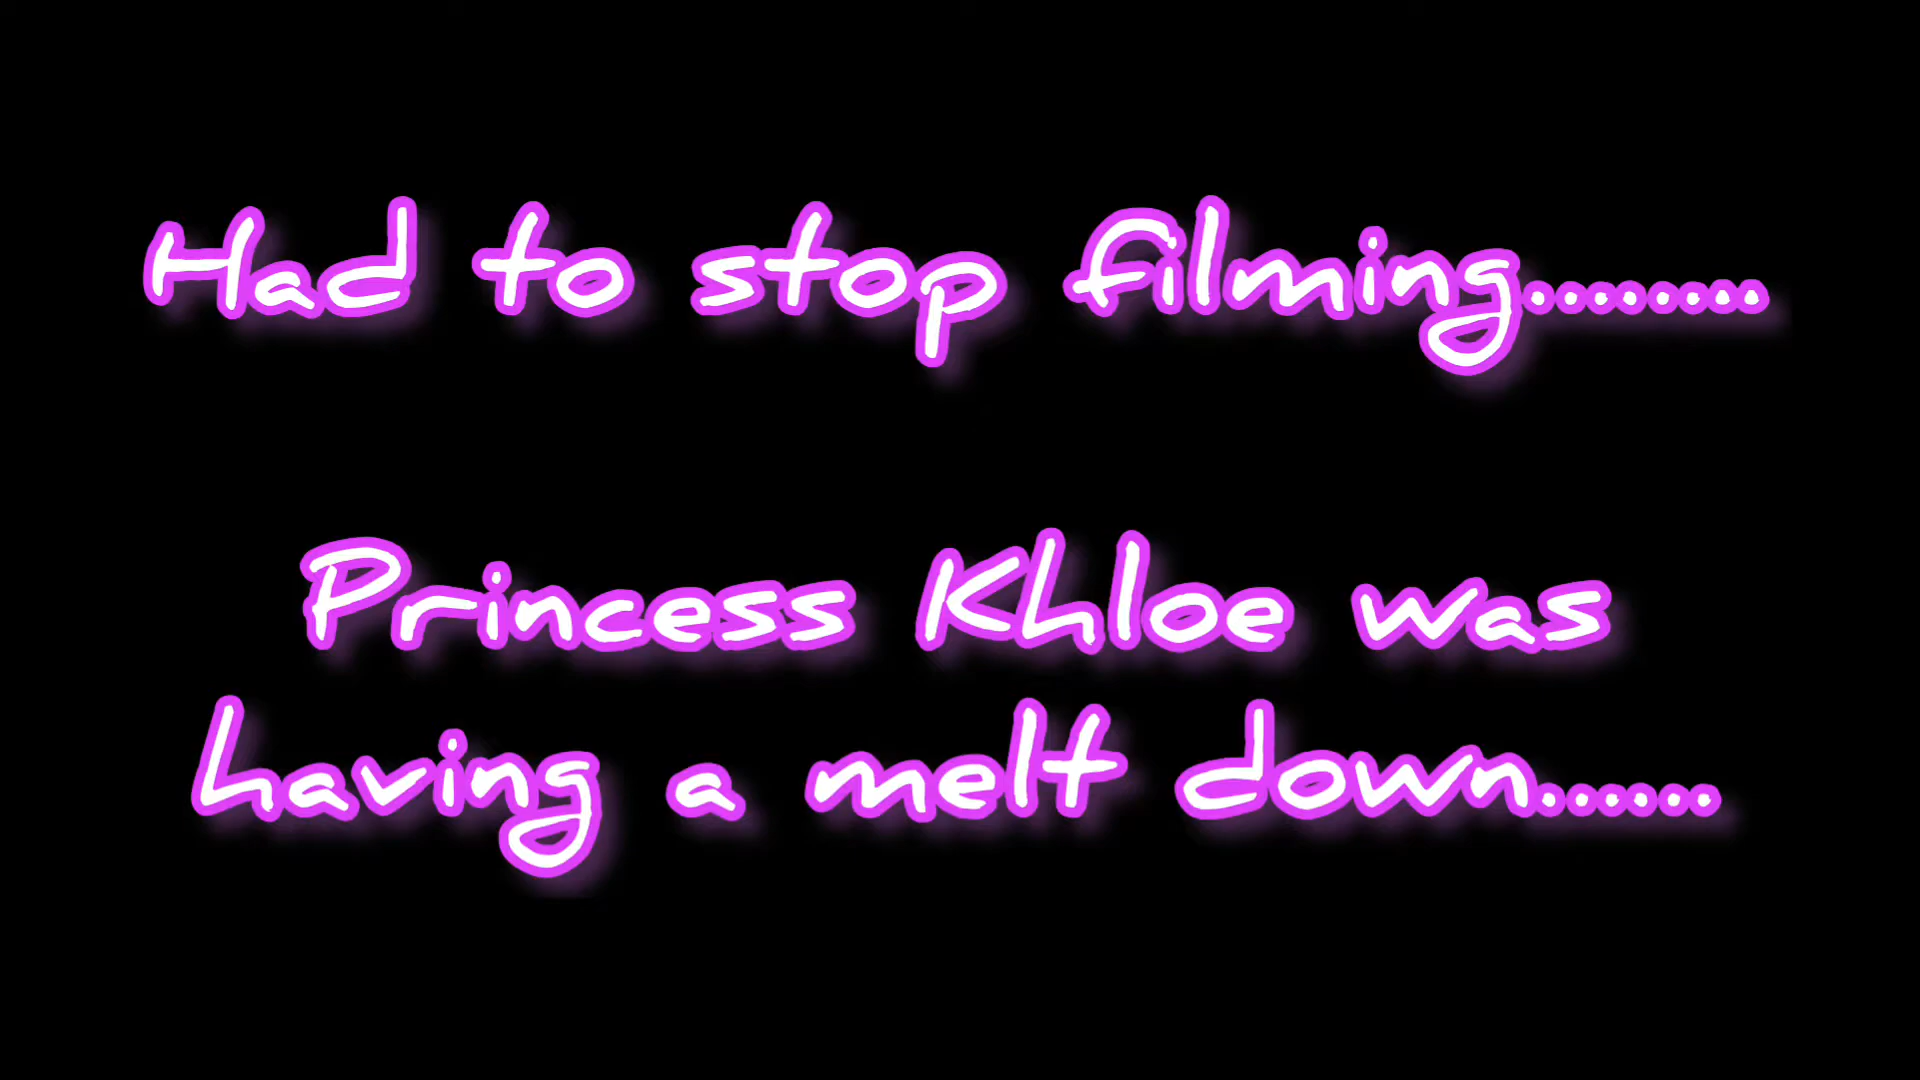 Had to stop filming........
Princess Khloe was
having a melt down......